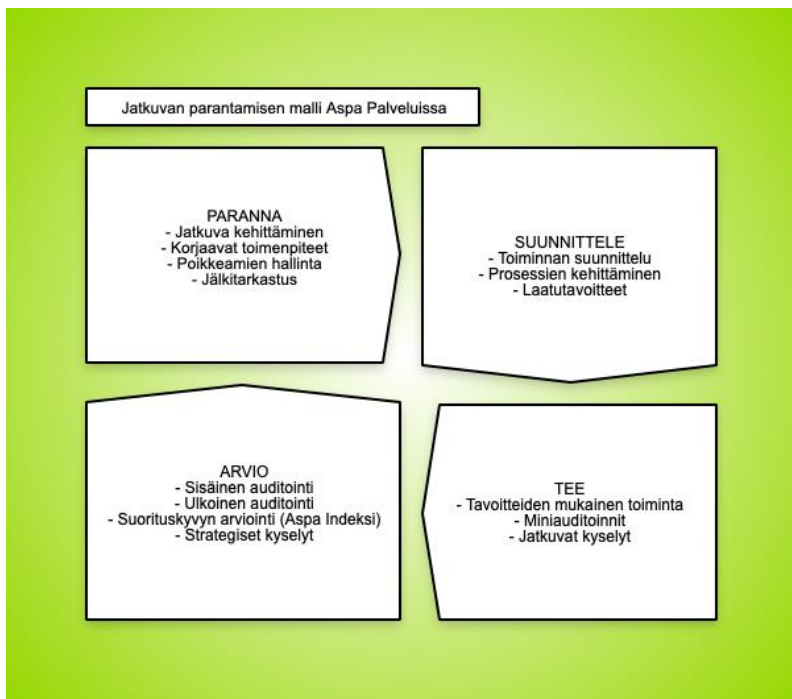 Jatkuvan parantamisen malli Aspa Palveluissa
PARANNA
- Jatkuva kehittäminen
- Korjaavat toimenpiteet
- Poikkeamien hallinta
- Jälkitarkastus
SUUNNITTELE
- Toiminnan suunnittelu
- Prosessien kehittäminen
- Laatutavoitteet
ARVIO
- Sisäinen auditointi
- Ulkoinen auditointi
- Suorituskyvyn arviointi (Aspa Indeksi)
- Strategiset kyselyt
TEE
- Tavoitteiden mukainen toiminta
- Miniauditoinnit
- Jatkuvat kyselyt